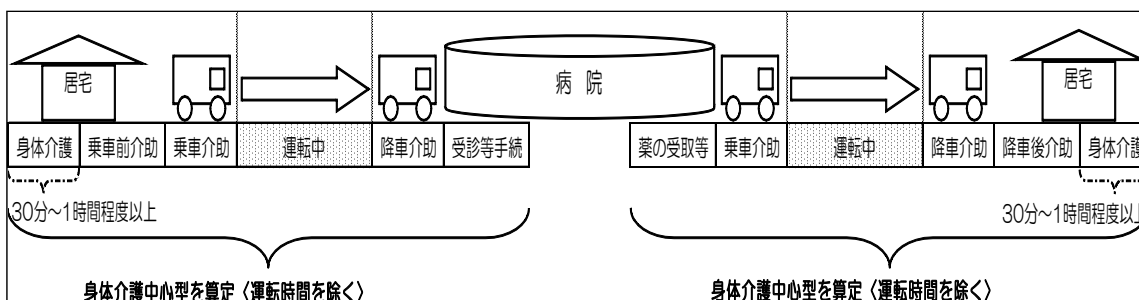 居宅
病 院
居宅
身体介護 乗車前介助 乗車介助 運転中 降車介助 受診等手続
薬の受取等 乗車介助 運転中 降車介助 降車後介助 身体介護
30分～1時間程度以上
30分～1時間程度以上
身体介護中心型を算定〈運転時間を除く〉
身体介護中心型を算定〈運転時間を除く〉